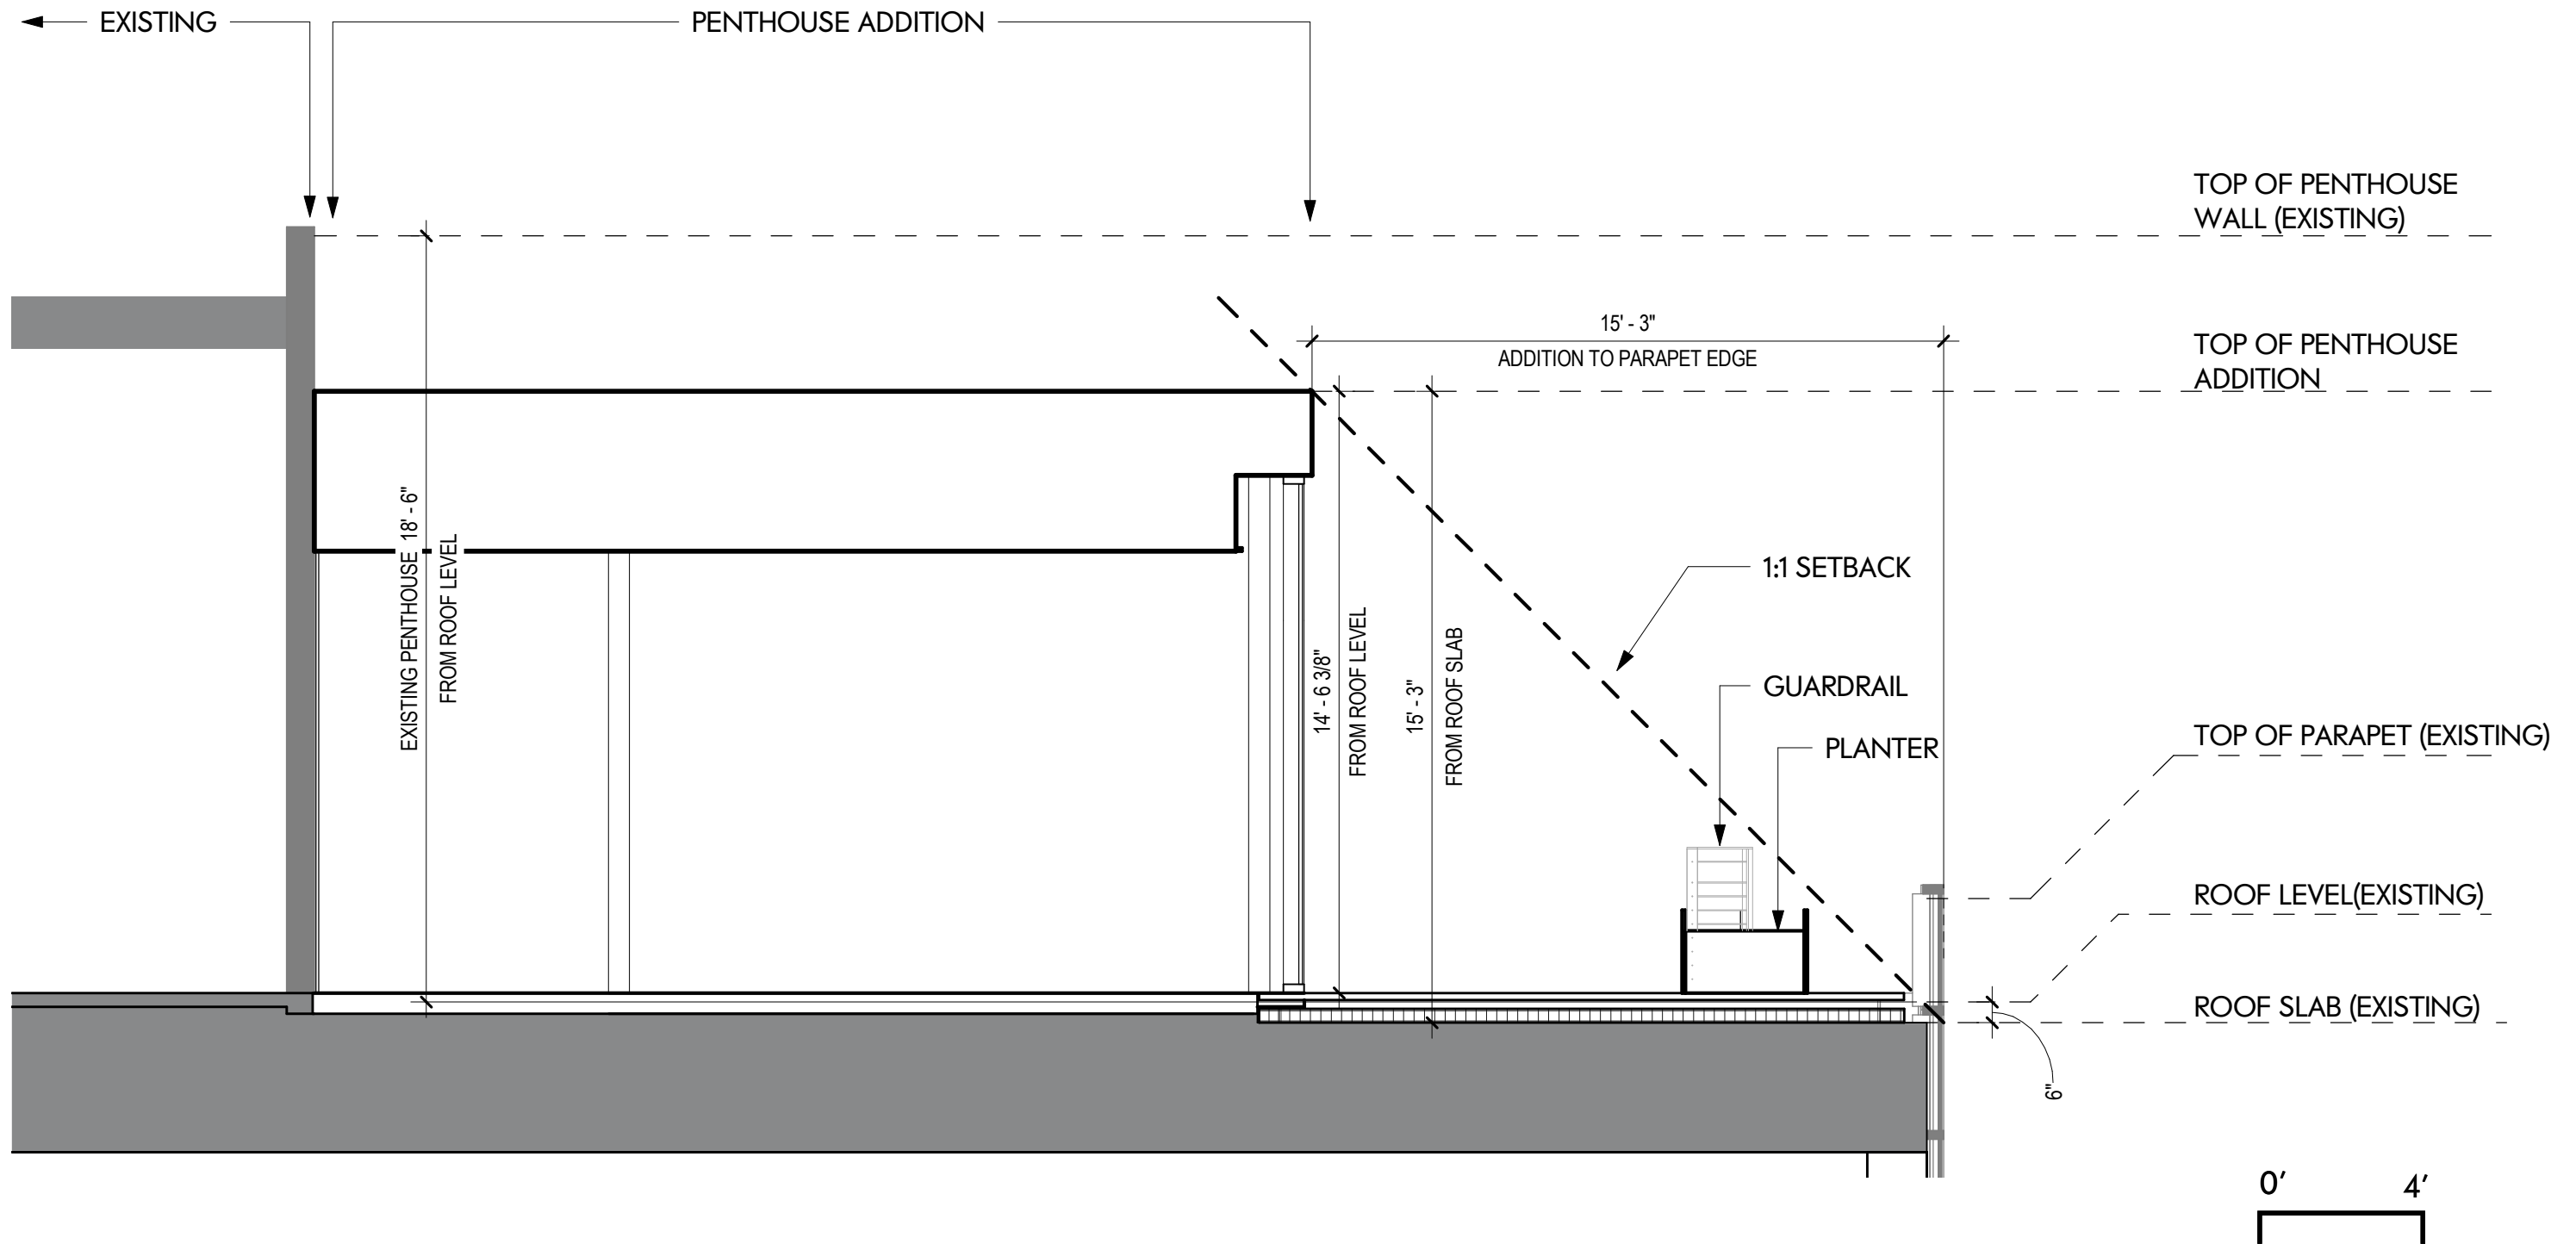 EXISTING
PENTHOUSE ADDITION
TOP OF PENTHOUSE
WALL (EXISTING)
15' - 3"
ADDITION TO PARAPET EDGE
TOP OF PENTHOUSE
ADDITION
EXISTING PENTHOUSE 18' - 6"
FROM ROOF LEVEL
14' - 6 3/8"
FROM ROOF LEVEL
15' - 3"
FROM ROOF SLAB
1:1 SETBACK
GUARDRAIL
PLANTER
TOP OF PARAPET (EXISTING)
ROOF LEVEL(EXISTING)
ROOF SLAB (EXISTING)
6"
0' 4'